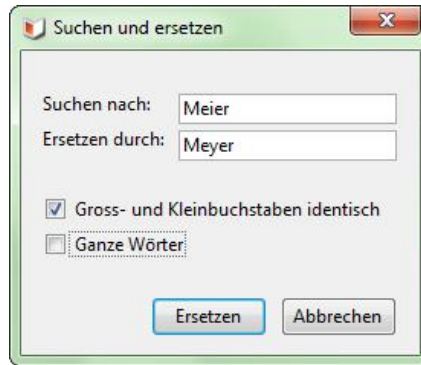 Suchen und ersetzen
Suchen nach: Meier
Ersetzen durch: Meyer
Gross- und Kleinbuchstaben identisch
Ganze Wörter
Ersetzen Abbrechen